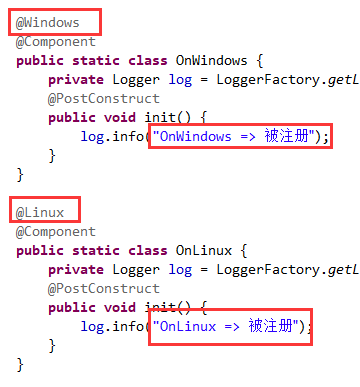 @Windows
@Component
public static class OnWindows {
private Logger log = LoggerFactory.getL
@PostConstruct
public void init() {
log.info("OnWindows => 被注册");
}
}
@Linux
@Component
public static class OnLinux {
private Logger log = LoggerFactory.getL
@PostConstruct
public void init() {
log.info("OnLinux => 被注册");
}
}